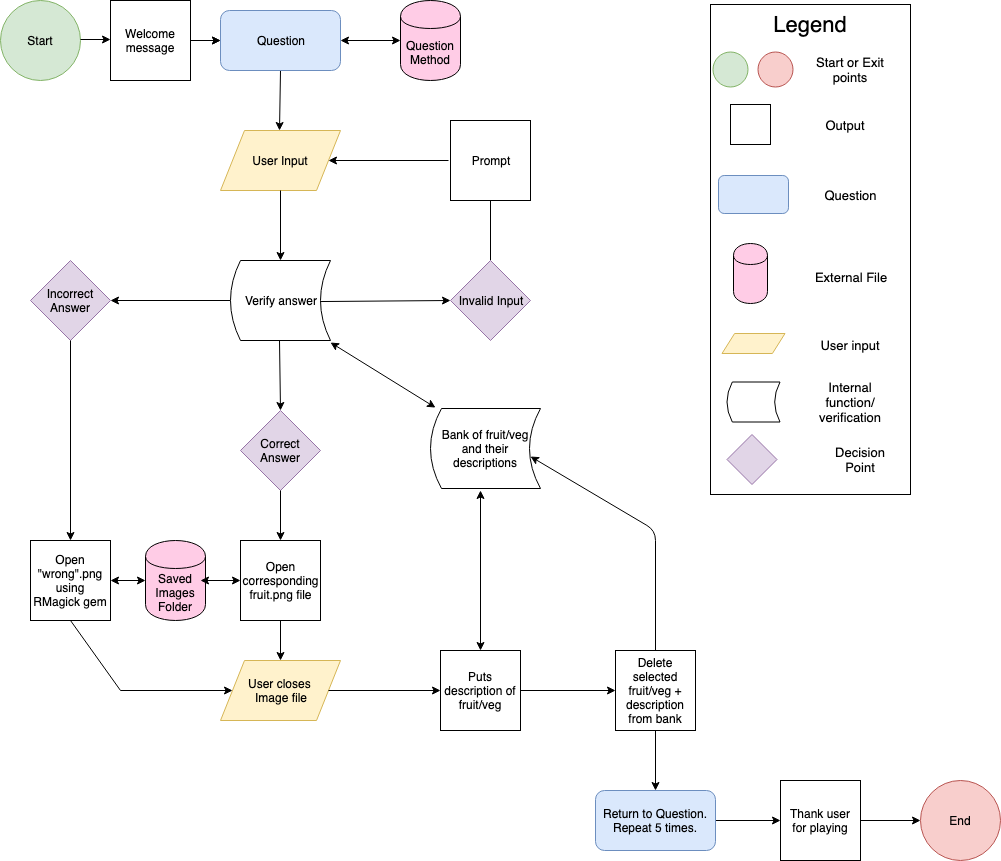 Start
Welcome
message
Question
Question
Method
User Input
Prompt
Incorrect
Answer
Verify answer
Invalid Input
Correct
Answer
Bank of fruit/veg
and their
descriptions
Open
"wrong".png
using
RMagick gem
Saved
Images
Folder
Open
corresponding
fruit.png file
User closes
Image file
Puts
description of
fruit/veg
Delete
selected
fruit/veg +
description
from bank
Return to Question.
Repeat 5 times.
Thank user
for playing
End
Legend
Start or Exit
points
Output
Question
External File
User input
Internal
function/
verification
Decision
Point